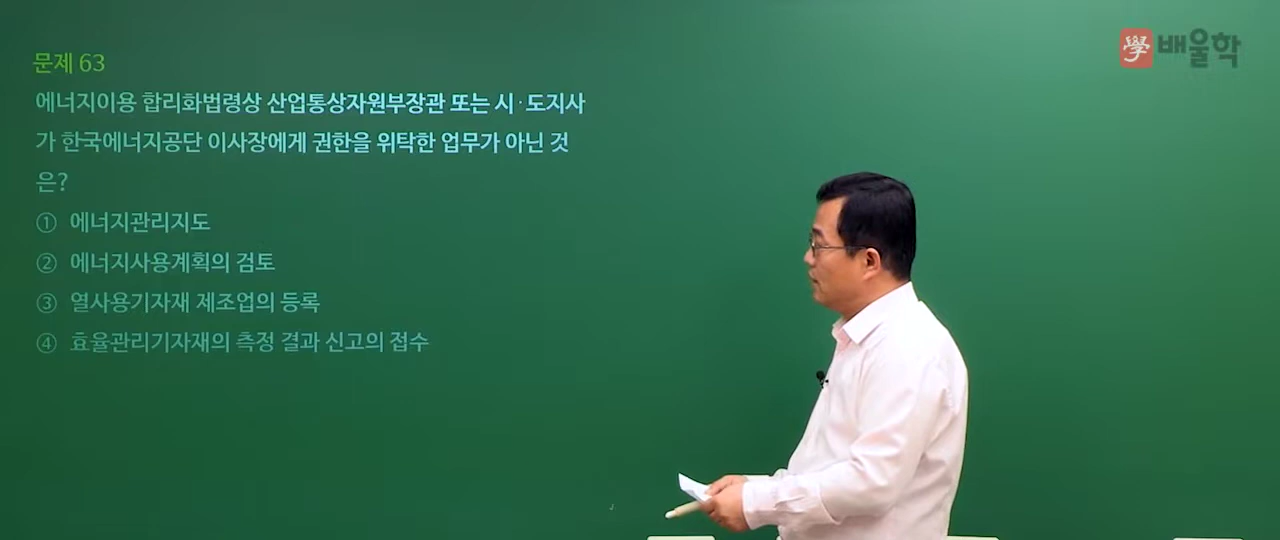 學배울학
문제 63
에너지이용 합리화법령상 산업통상자원부장관 또는 시·도지사
가 한국에너지공단 이사장에게 권한을 위탁한 업무가 아닌 것
은?
① 에너지관리지도
② 에너지사용계획의 검토
③ 열사용기자재 제조업의 등록
④ 효율관리기자재의 측정 결과 신고의 접수